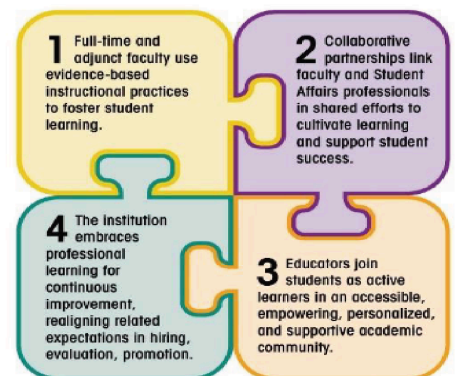 1 Full-time and
adjunct faculty use
evidence-based
instructional practices
to foster student
learning.
2 Collaborative
partnerships link
faculty and Student
Affairs professionals
in shared efforts to
cultivate learning
and support student
success.
4 The institution
embraces
professional
learning for
continuous
improvement,
realigning related
expectations in hiring,
evaluation, promotion.
3 Educators join
students as active
learners in an accessible,
empowering, personalized,
and supportive academic
community.